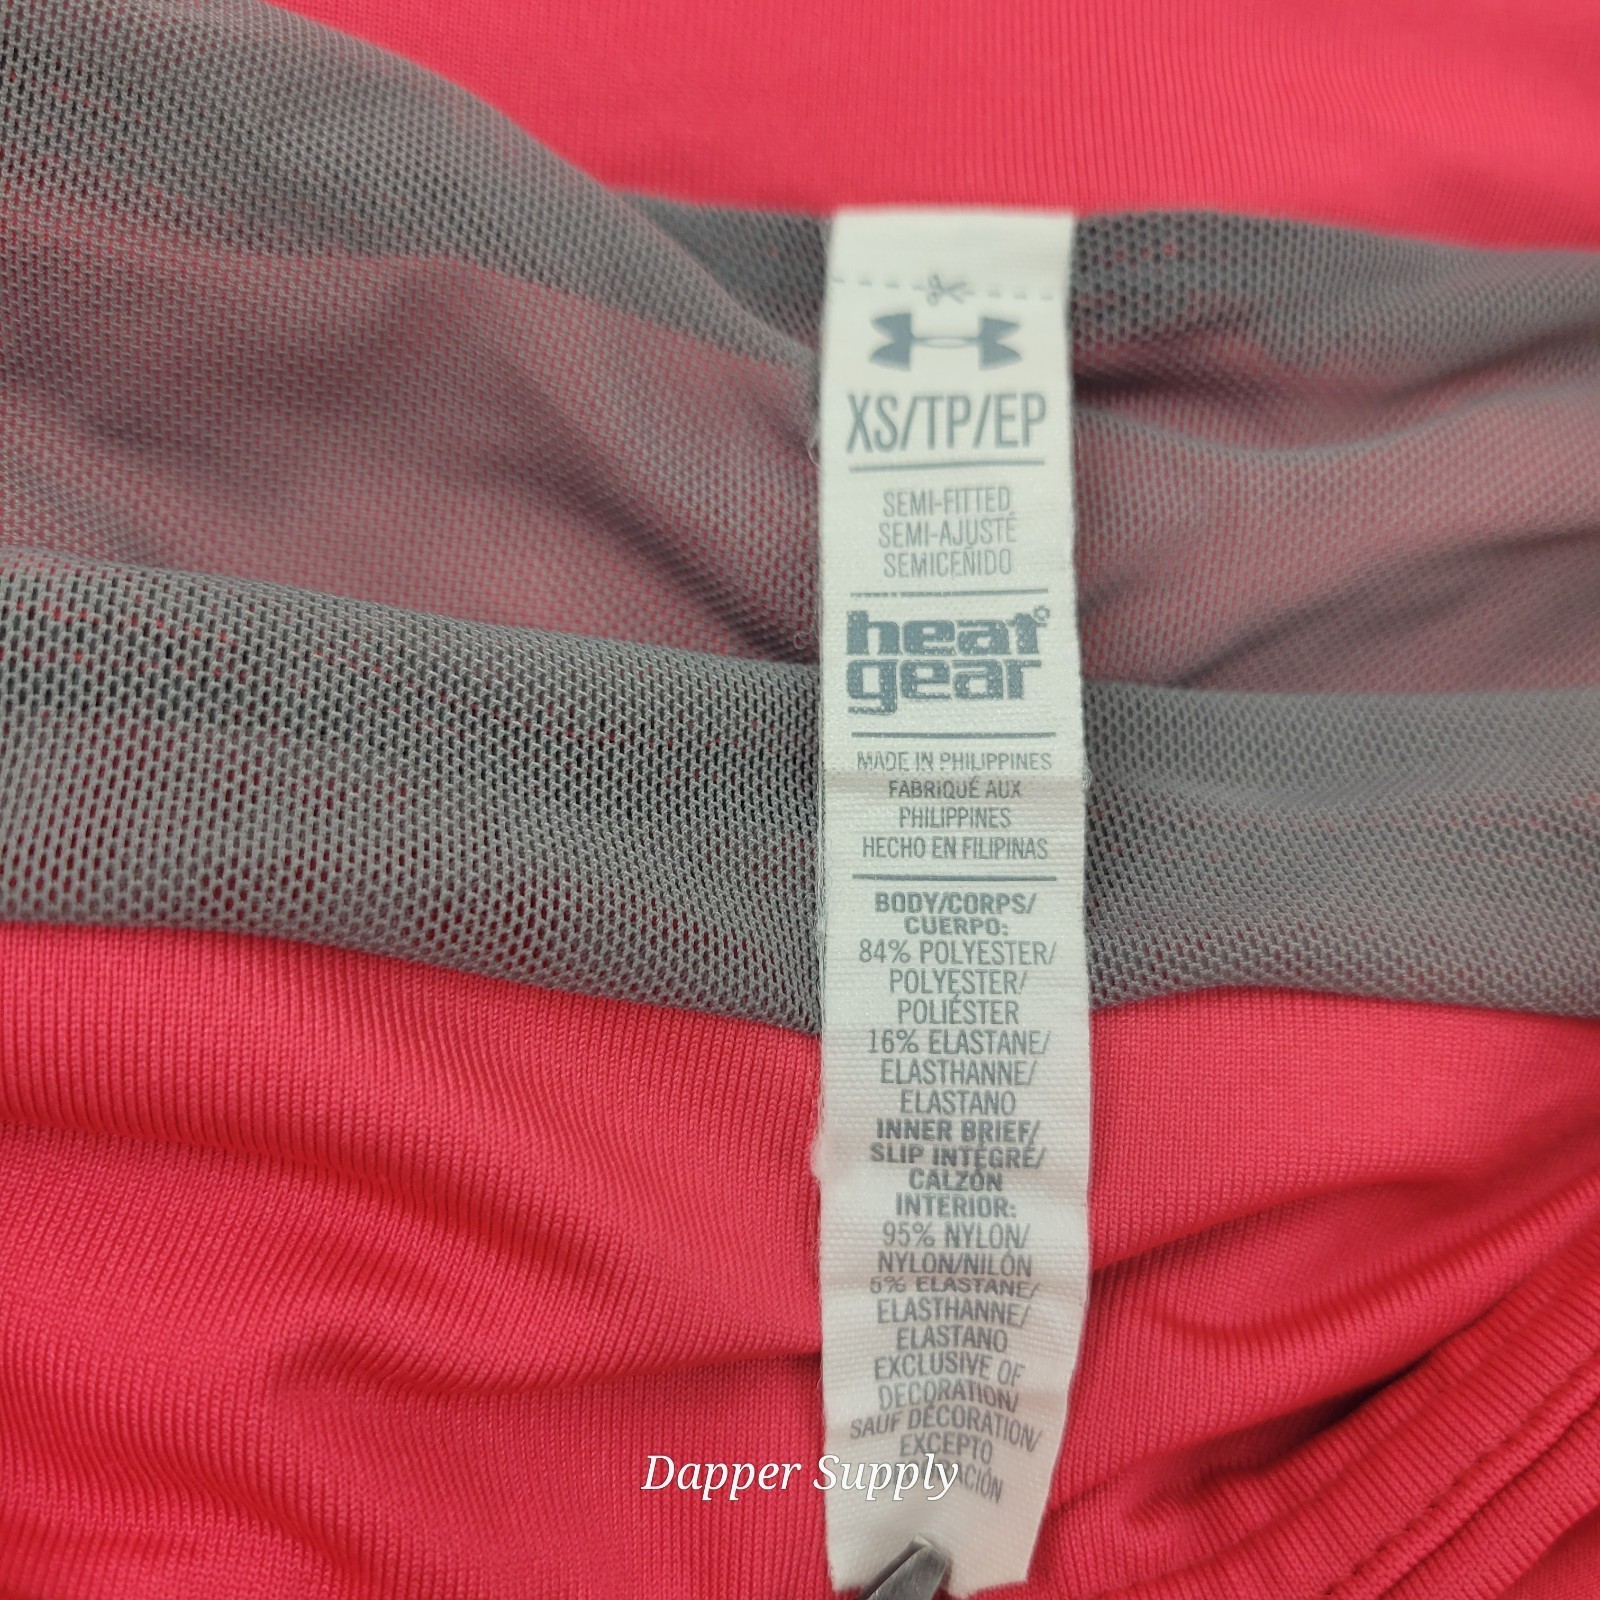 XS/TP/EP
SEMI-FITTED
SEMI-AJUSTÉ
SEMICEÑIDO
heat
gear
MADE IN PHILIPPINES
FABRIQUÉ AUX
PHILIPPINES
HECHO EN FILIPINAS
BODY/CORPS/
CUERPO:
84% POLYESTER/
POLYESTER/
POLIÉSTER
16% ELASTANE/
ELASTHANNE/
ELASTANO
INNER BRIEF/
SLIP INTÉGRÉ/
CALZÓN
INTERIOR:
95% NYLON/
NYLON/NILÓN
5% ELASTANE/
ELASTHANNE/
ELASTANO
EXCLUSIVE OF
DECORATION/
SAUF DÉCORATION/
EXCEPTO
Dapper Supply